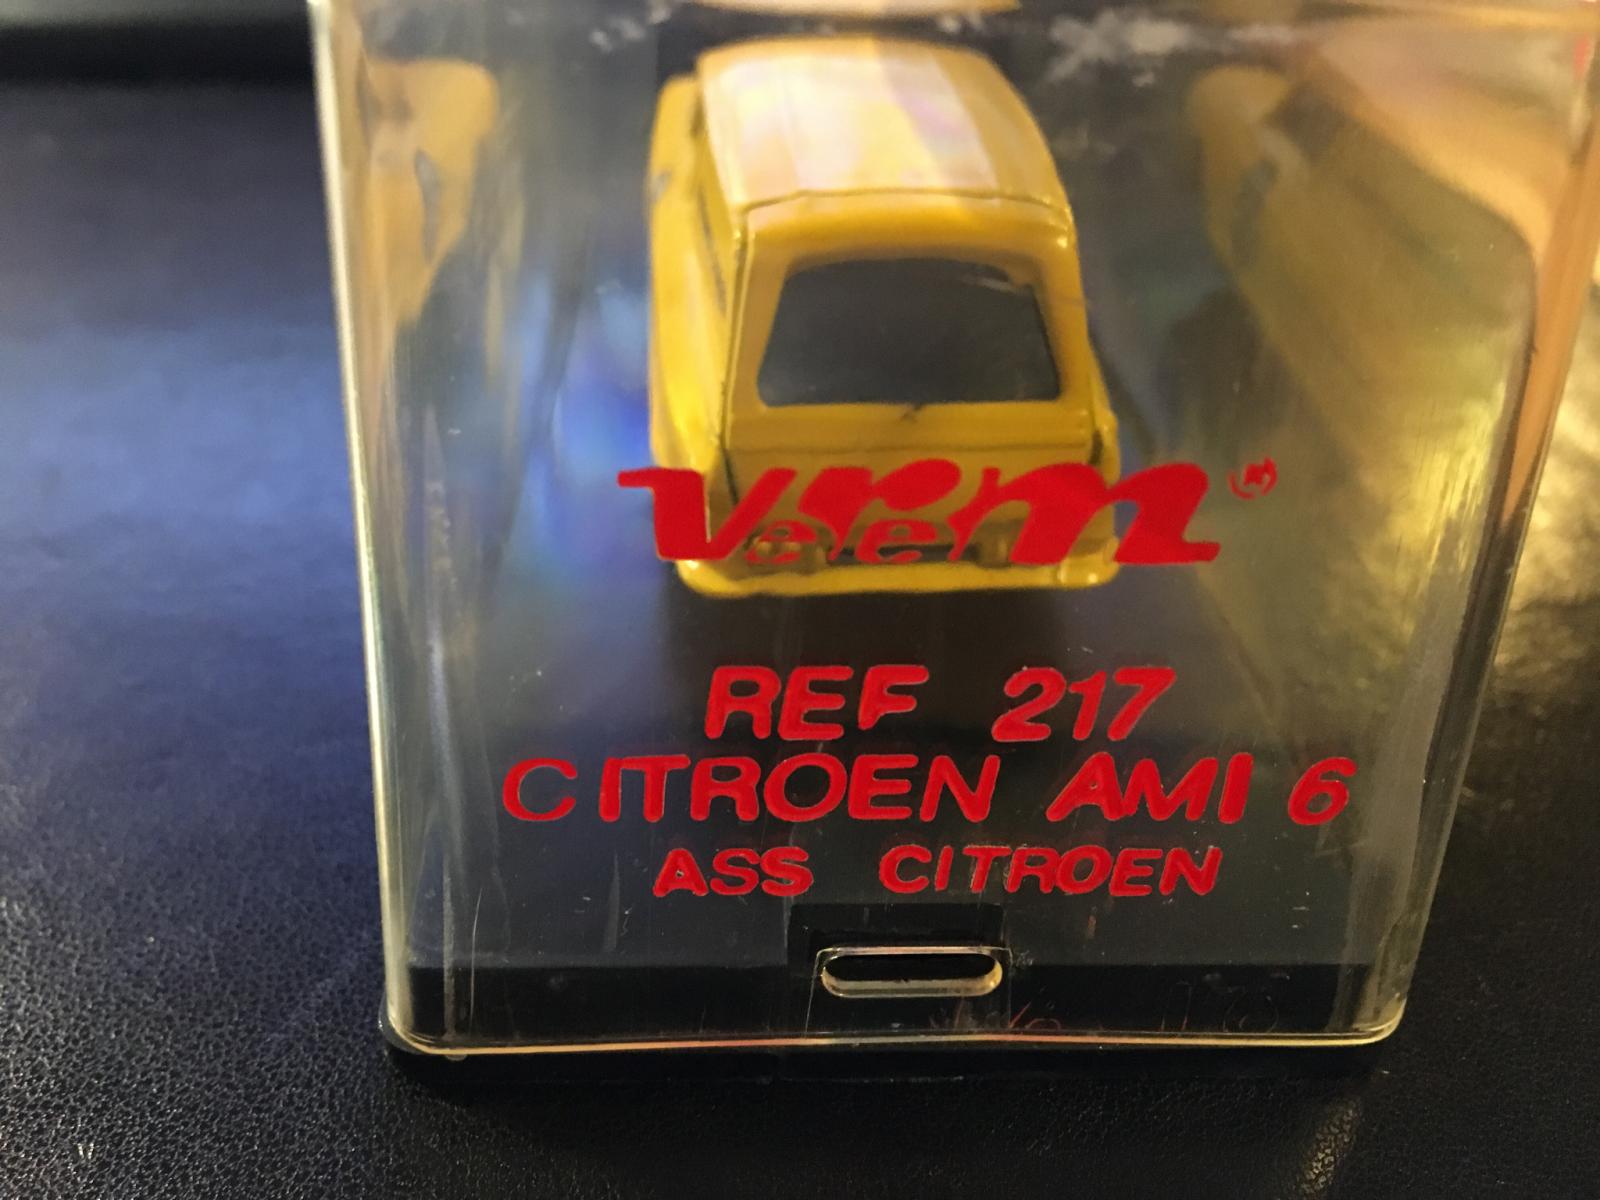 Verem (R)
REF 217
CITROEN AMI 6
ASS CITROEN